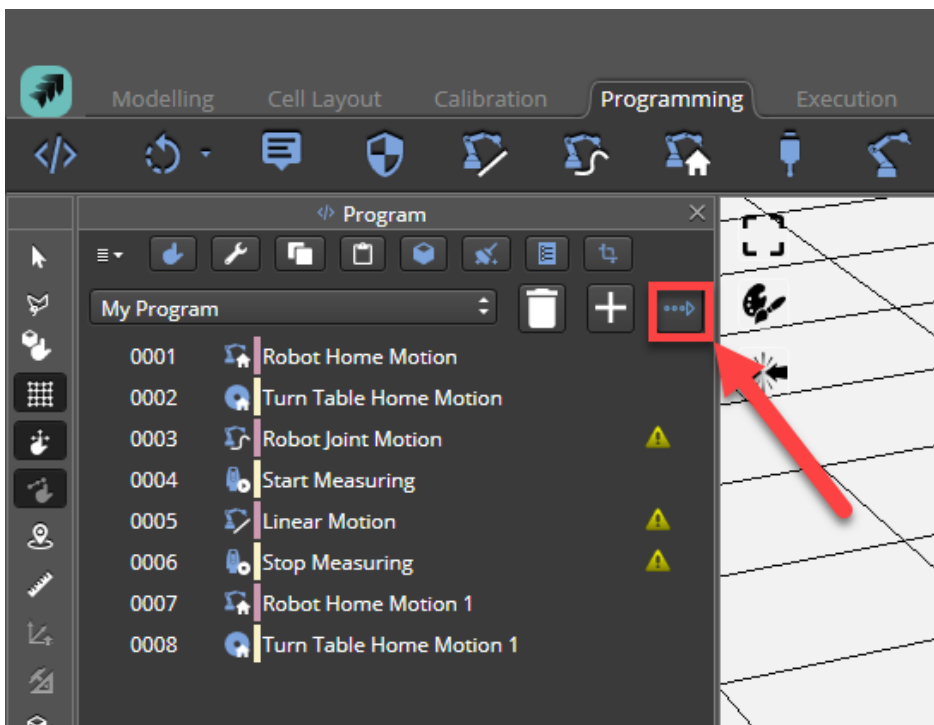 Modelling Cell Layout Calibration Programming Execution
</> Program
My Program
0001 Robot Home Motion
0002 Turn Table Home Motion
0003 Robot Joint Motion
0004 Start Measuring
0005 Linear Motion
0006 Stop Measuring
0007 Robot Home Motion 1
0008 Turn Table Home Motion 1